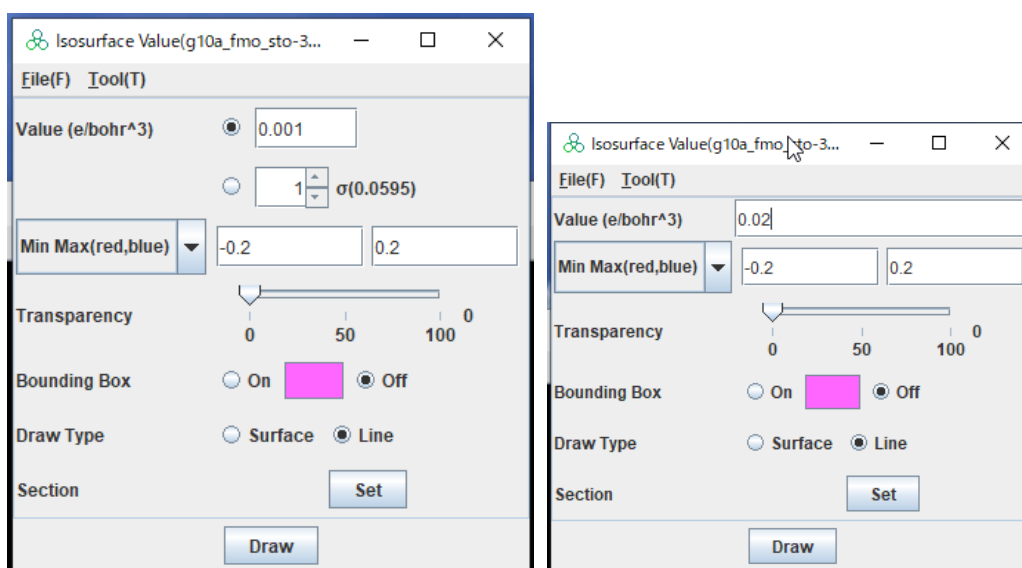 Isosurface Value(g10a_fmo_sto-3...
File(F) Tool(T)
Value (e/bohr^3) 0.001
1 σ(0.0595)
Min Max(red,blue) -0.2 0.2
Transparency 0
0 50 100
Bounding Box On Off
Draw Type Surface Line
Section Set
Draw
Isosurface Value(g10a_fmo_sto-3...
File(F) Tool(T)
Value (e/bohr^3) 0.02
Min Max(red,blue) -0.2 0.2
Transparency 0
0 50 100
Bounding Box On Off
Draw Type Surface Line
Section Set
Draw